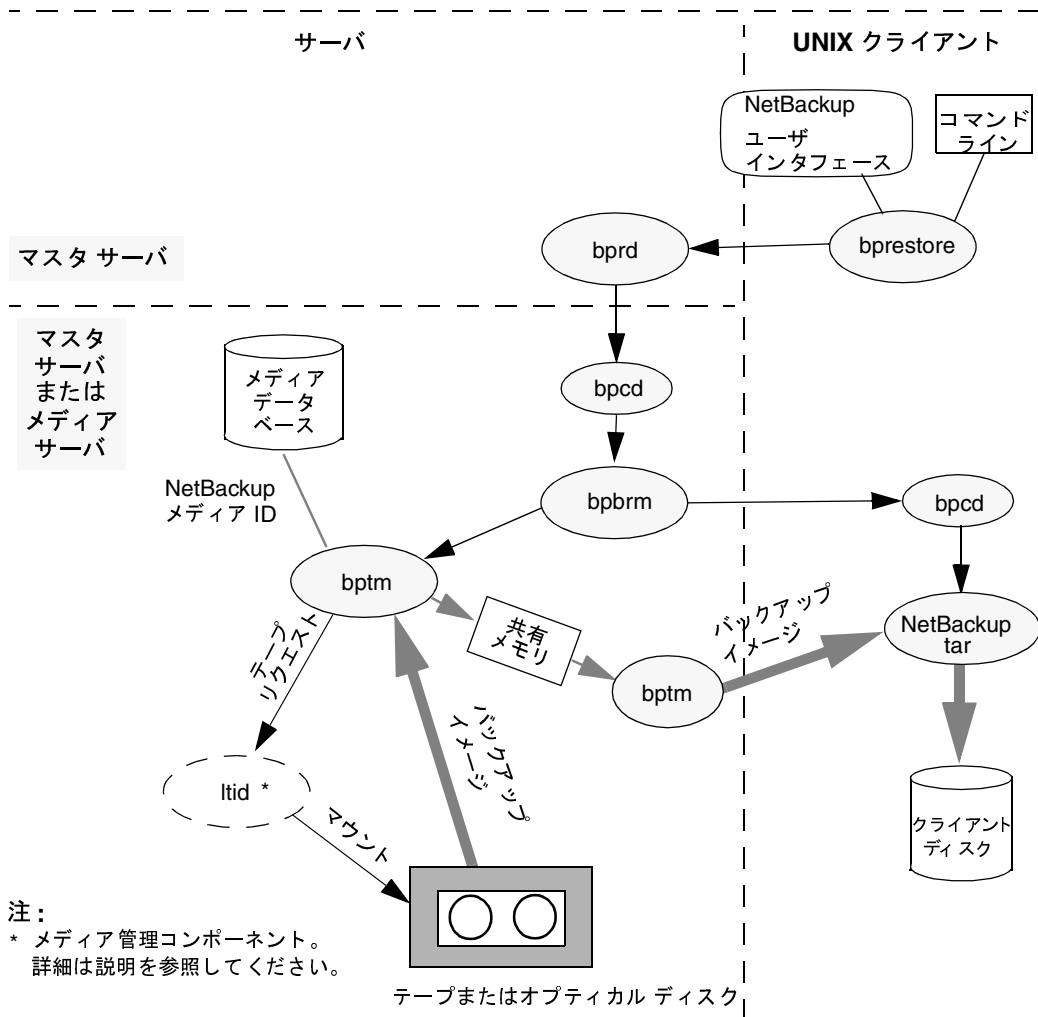 サーバ
UNIX クライアント
NetBackup
ユーザ
インタフェース
コマンド
ライン
マスタ サーバ
bprd
bprestore
マスタ
サーバ
または
メディア
サーバ
メディア
データ
ベース
bpcd
NetBackup
メディア ID
bpbrm
bpcd
bptm
共有
メモリ
バックアップ
イメージ
NetBackup
tar
テープ
リクエスト
bptm
バックアップ
イメージ
ltid *
マウント
クライアント
ディスク
注 :
* メディア管理コンポーネント。
詳細は説明を参照してください。
テープまたはオプティカル ディスク